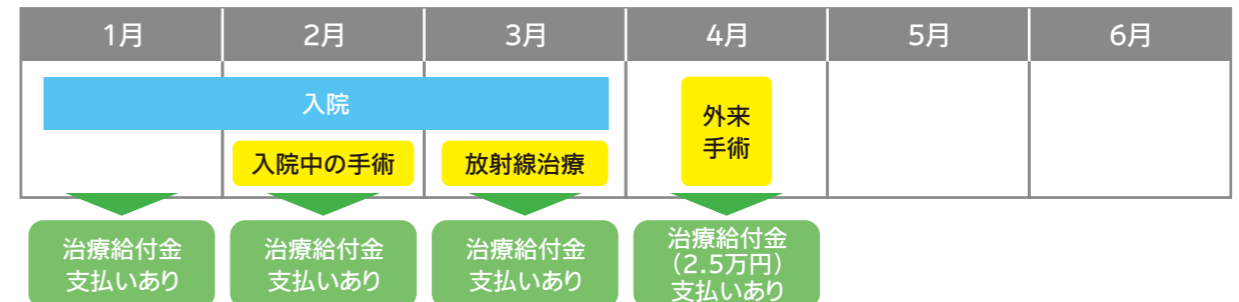 1月 2月 3月 4月 5月 6月
入院
外来
手術
入院中の手術
放射線治療
治療給付金
支払いあり
治療給付金
支払いあり
治療給付金
支払いあり
治療給付金
（2.5万円）
支払いあり